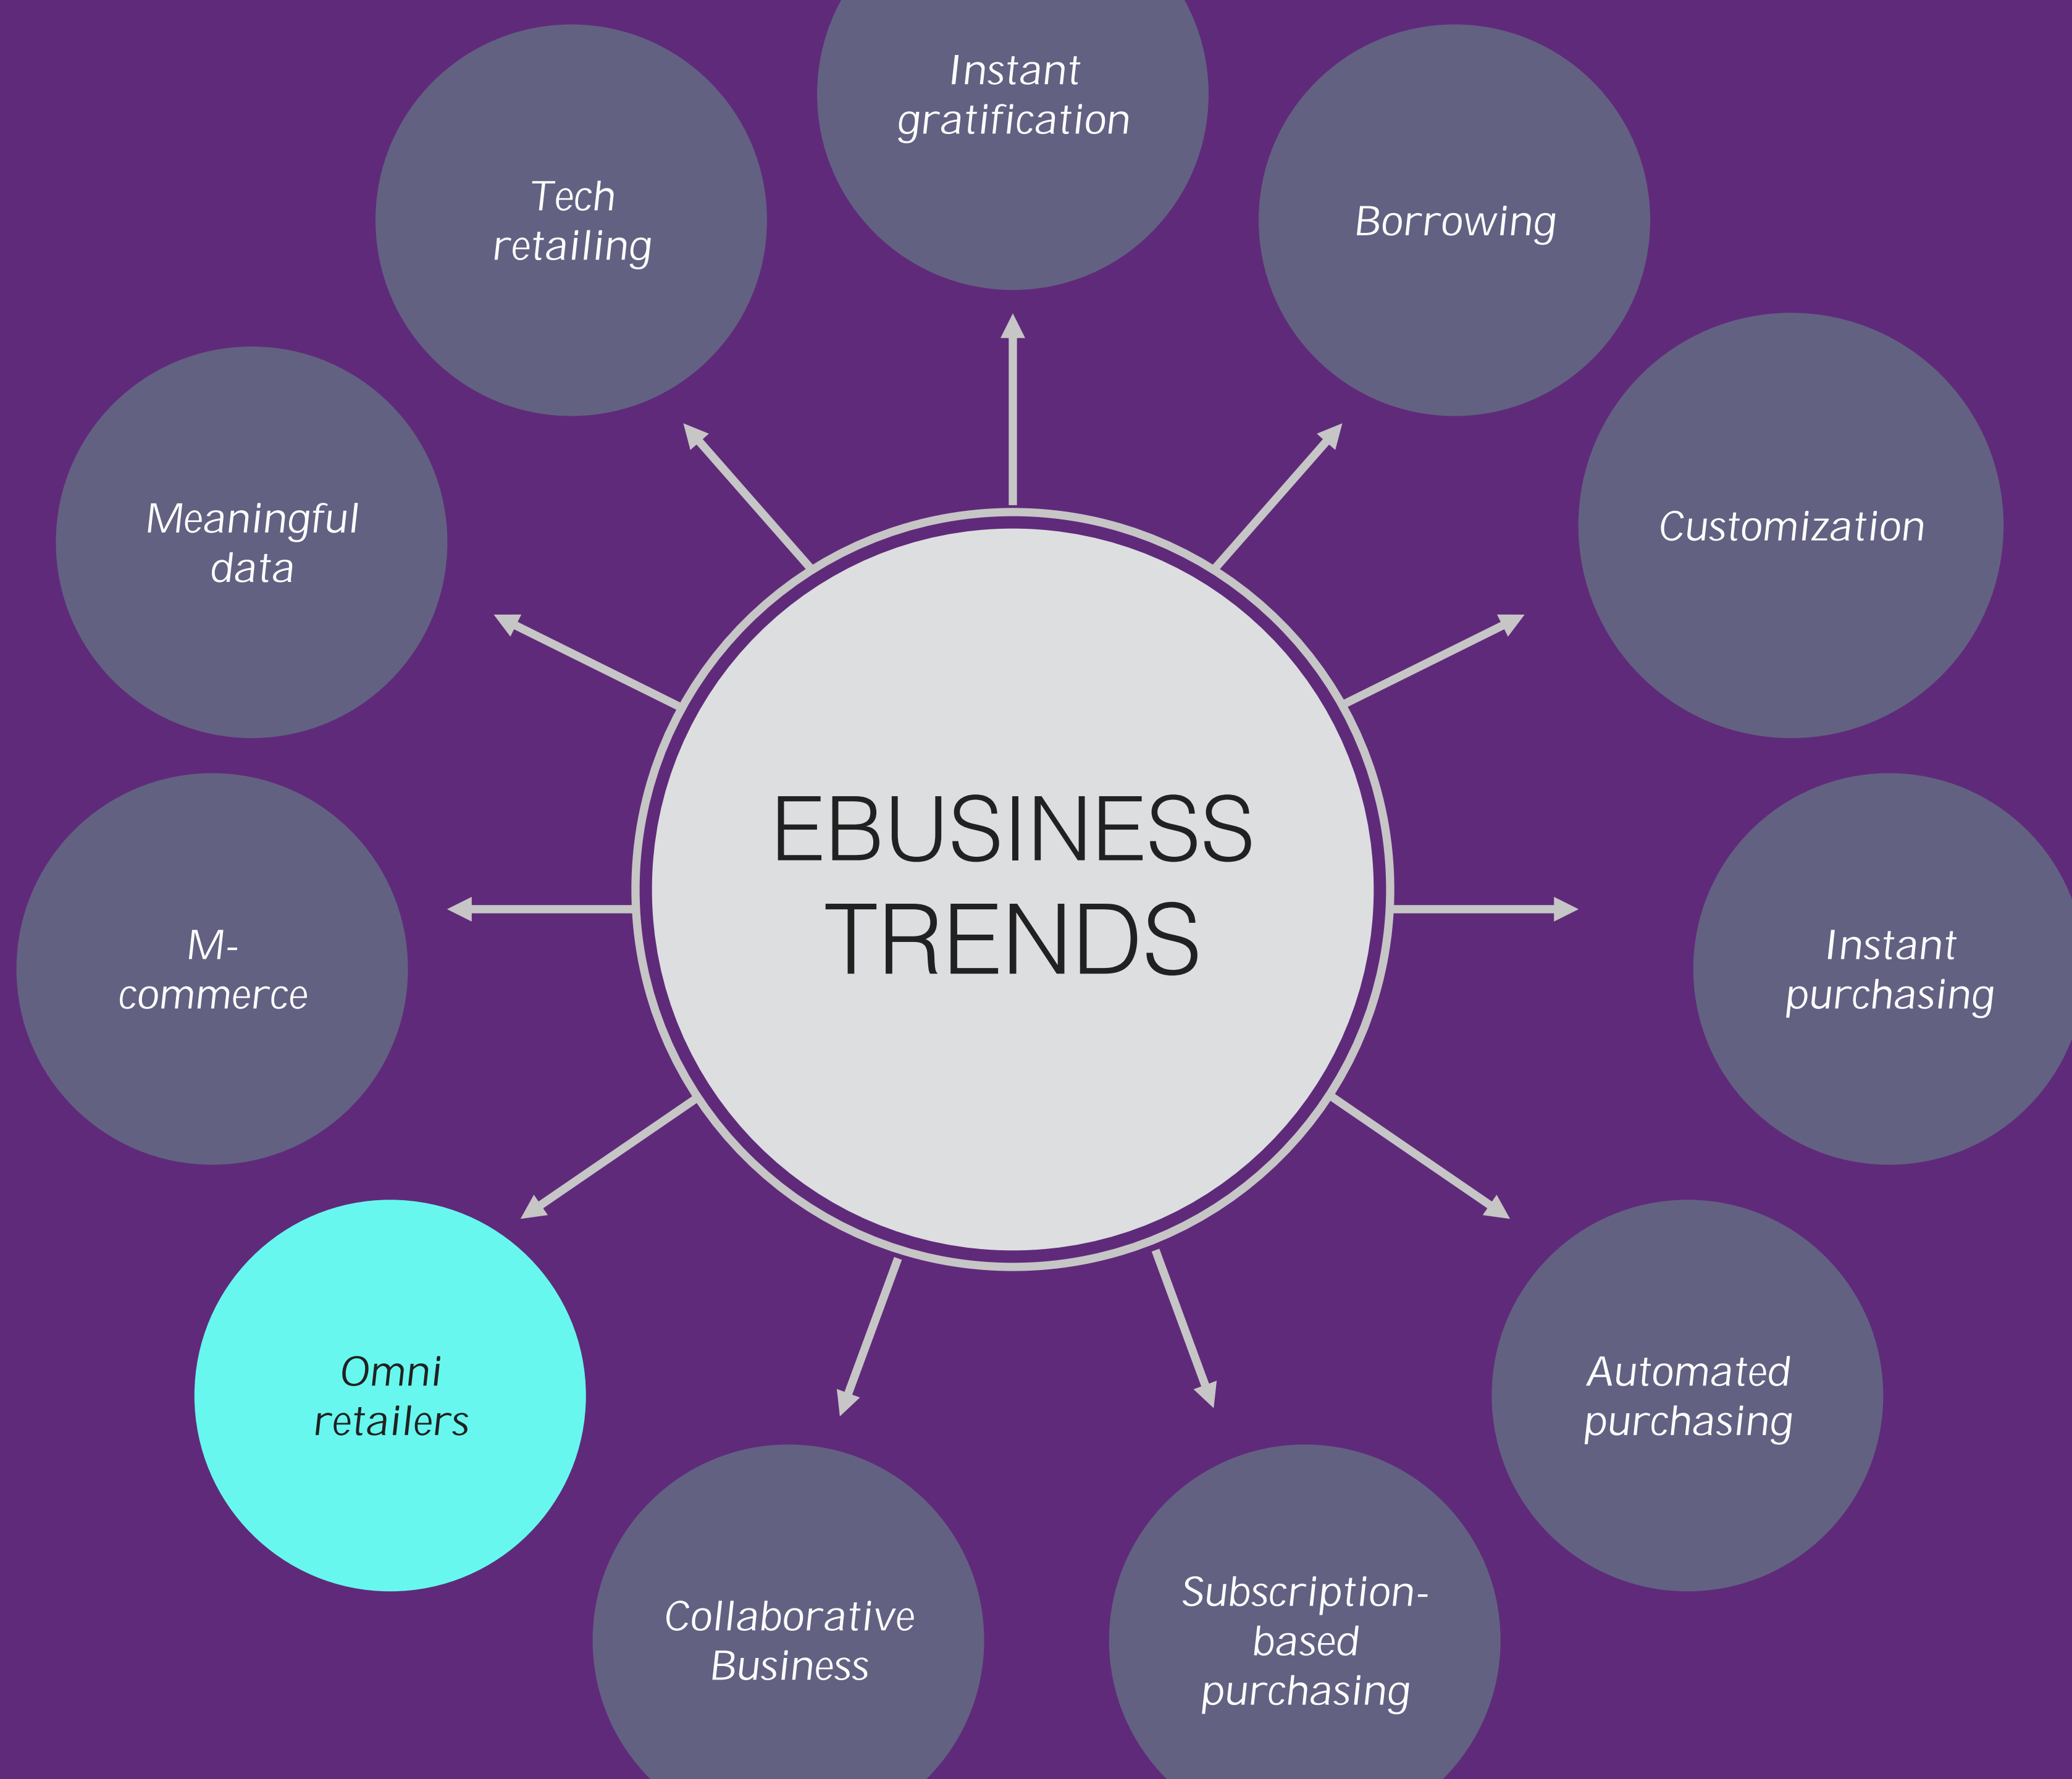 Instant
gratification
Tech
retailing
Borrowing
Meaningful
data
Customization
EBUSINESS
TRENDS
M-
commerce
Instant
purchasing
Omni
retailers
Automated
purchasing
Collaborative
Business
Subscription-
based
purchasing